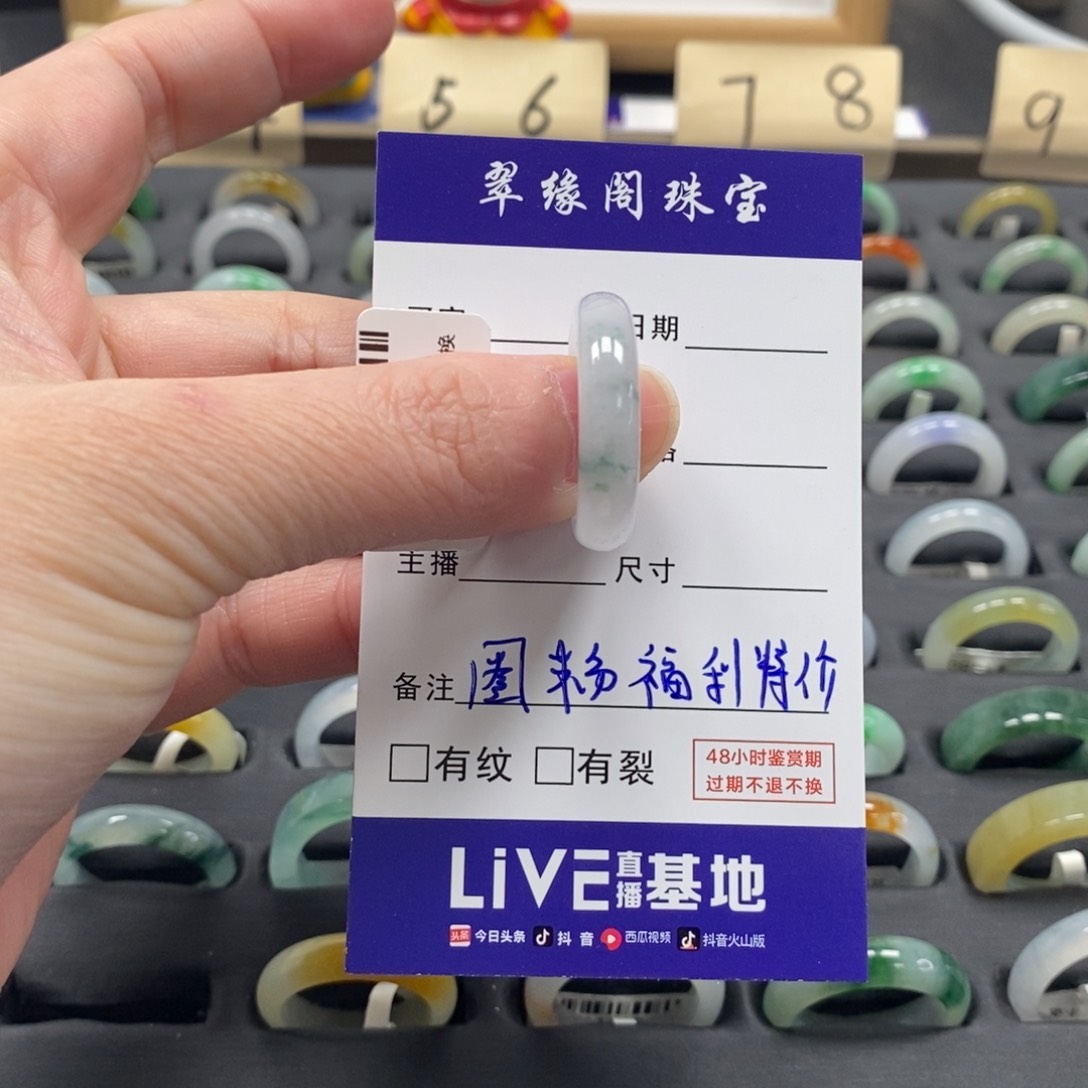 5 6
7 8
9
翠缘阁珠宝
日期
换
主播 尺寸
备注 圈粉福利特价
有纹 有裂
48小时鉴赏期
过期不退不换
LiVE直播基地
头条 今日头条 抖音 西瓜视频 抖音火山版